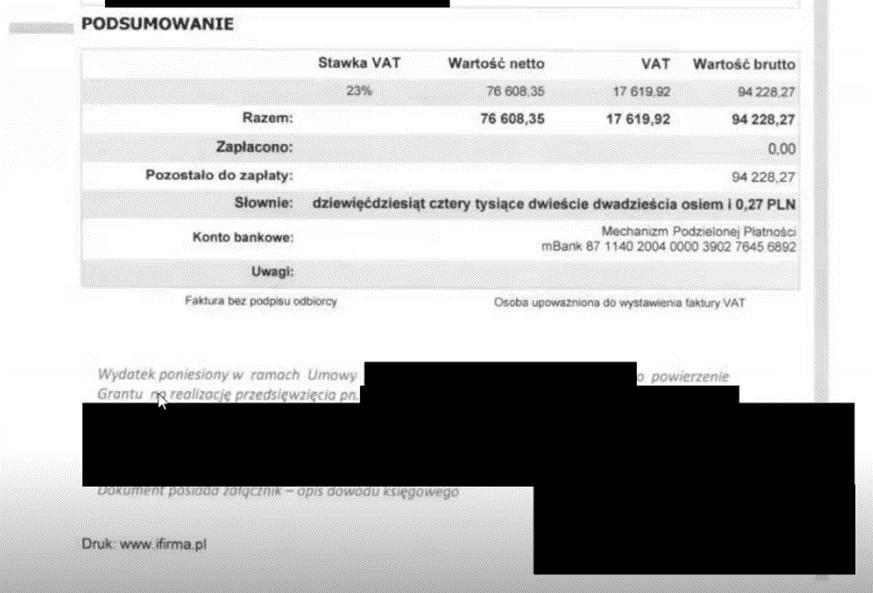 PODSUMOWANIE
Stawka VAT Wartość netto VAT Wartość brutto
23% 76 608,35 17 619,92 94 228,27
Razem: 76 608,35 17 619,92 94 228,27
Zapłacono: 0,00
Pozostało do zapłaty: 94 228,27
Słownie: dziewięćdziesiąt cztery tysiące dwieście dwadzieścia osiem i 0,27 PLN
Mechanizm Podzielonej Płatności
Konto bankowe: mBank 87 1140 2004 0000 3902 7645 6892
Uwagi:
Faktura bez podpisu odbiorcy Osoba upoważniona do wystawienia faktury VAT
Wydatek poniesiony w ramach Umowy o powierzenie
Grantu na realizację przedsięwzięcia pn.
Dokument posiada załącznik – opis dowodu księgowego
Druk: www.ifirma.pl